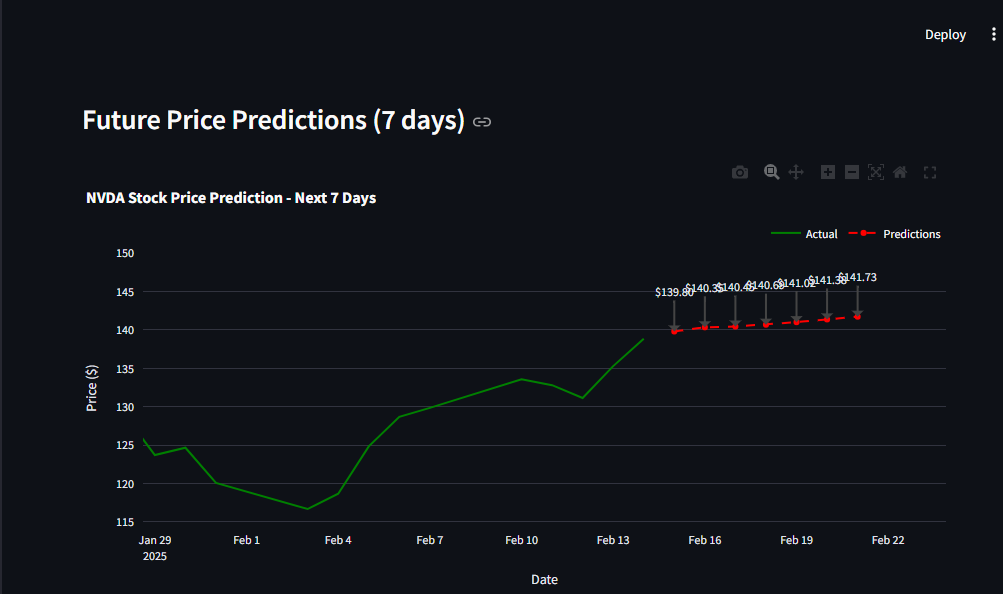 Deploy
Future Price Predictions (7 days)
NVDA Stock Price Prediction - Next 7 Days
Actual
Predictions
150
145
140
135
130
125
120
115
Price ($)
$139.80
$140.35
$140.45
$140.69
$141.02
$141.38
$141.73
Jan 29
2025
Feb 1
Feb 4
Feb 7
Feb 10
Feb 13
Feb 16
Feb 19
Feb 22
Date